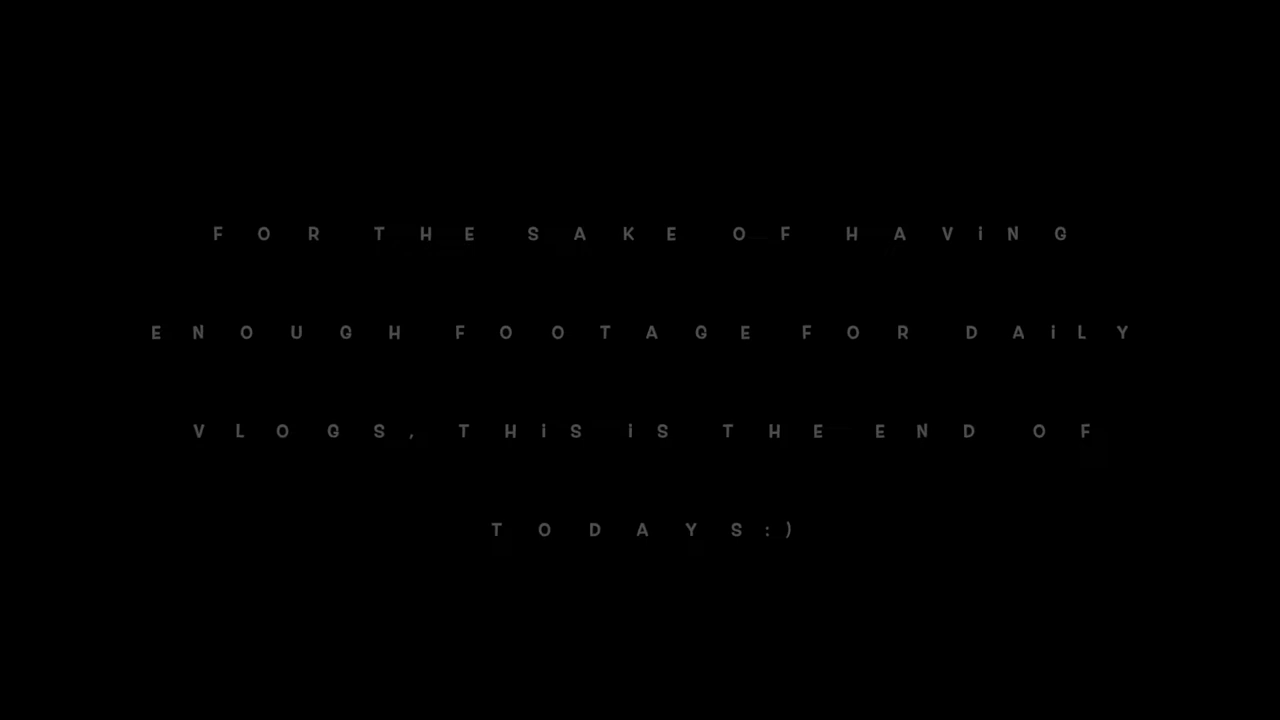 FOR THE SAKE OF HAViNG
ENOUGH FOOTAGE FOR DAiLY
VLOGS, THiS iS THE END OF
TODAYS:)